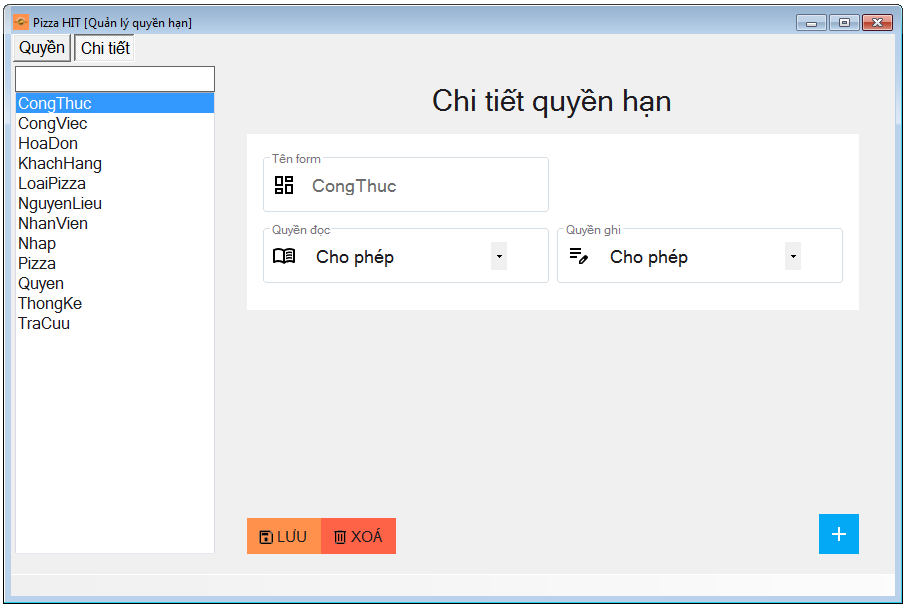 Pizza HIT [Quản lý quyền hạn]
Quyền Chi tiết
CongThuc
CongViec
HoaDon
KhachHang
LoaiPizza
NguyenLieu
NhanVien
Nhap
Pizza
Quyen
ThongKe
TraCuu
Chi tiết quyền hạn
Tên form
CongThuc
Quyền đọc
Cho phép
Quyền ghi
Cho phép
LƯU
XOÁ
+